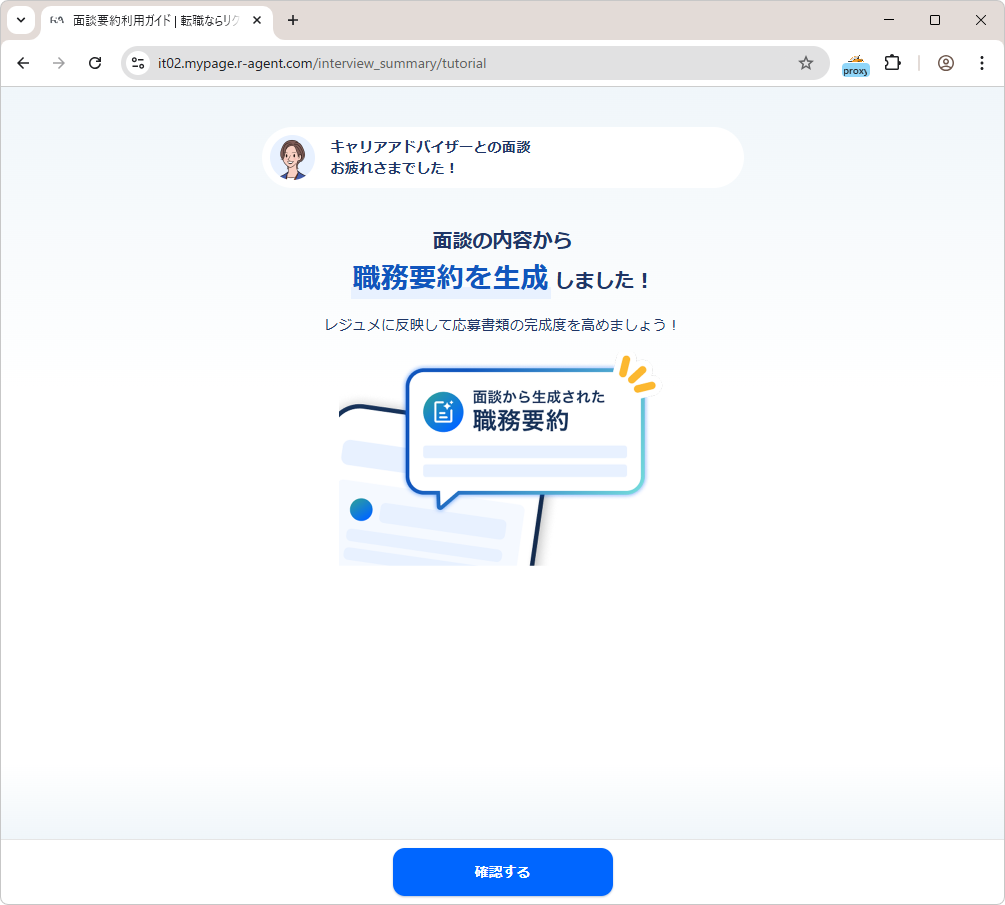 面談要約利用ガイド | 転職ならリク
it02.mypage.r-agent.com/interview_summary/tutorial
proxy
キャリアアドバイザーとの面談
お疲れさまでした！
面談の内容から
職務要約を生成 しました！
レジュメに反映して応募書類の完成度を高めましょう！
面談から生成された
職務要約
確認する